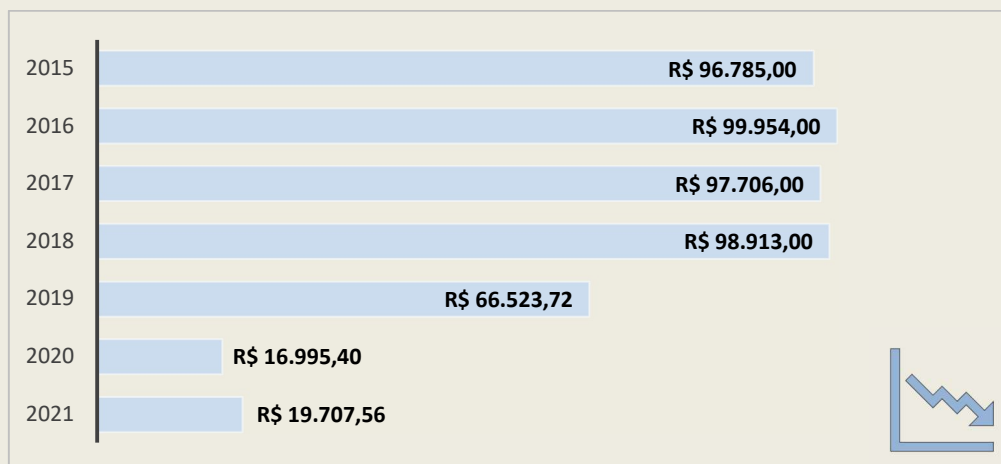 2015 R$ 96.785,00
2016 R$ 99.954,00
2017 R$ 97.706,00
2018 R$ 98.913,00
2019 R$ 66.523,72
2020 R$ 16.995,40
2021 R$ 19.707,56